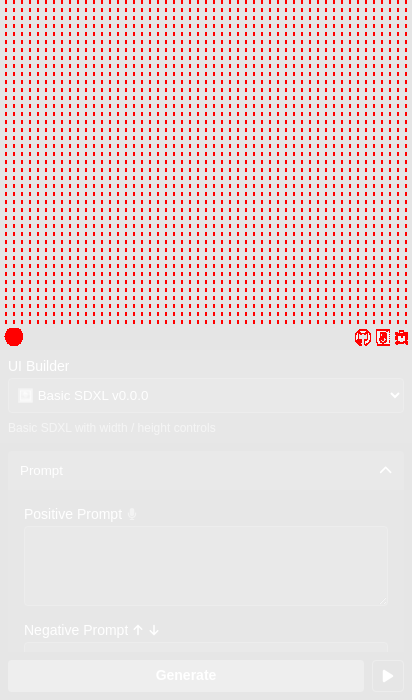 UI Builder
Basic SDXL v0.0.0
Basic SDXL with width / height controls
Prompt
Positive Prompt
Negative Prompt
Generate